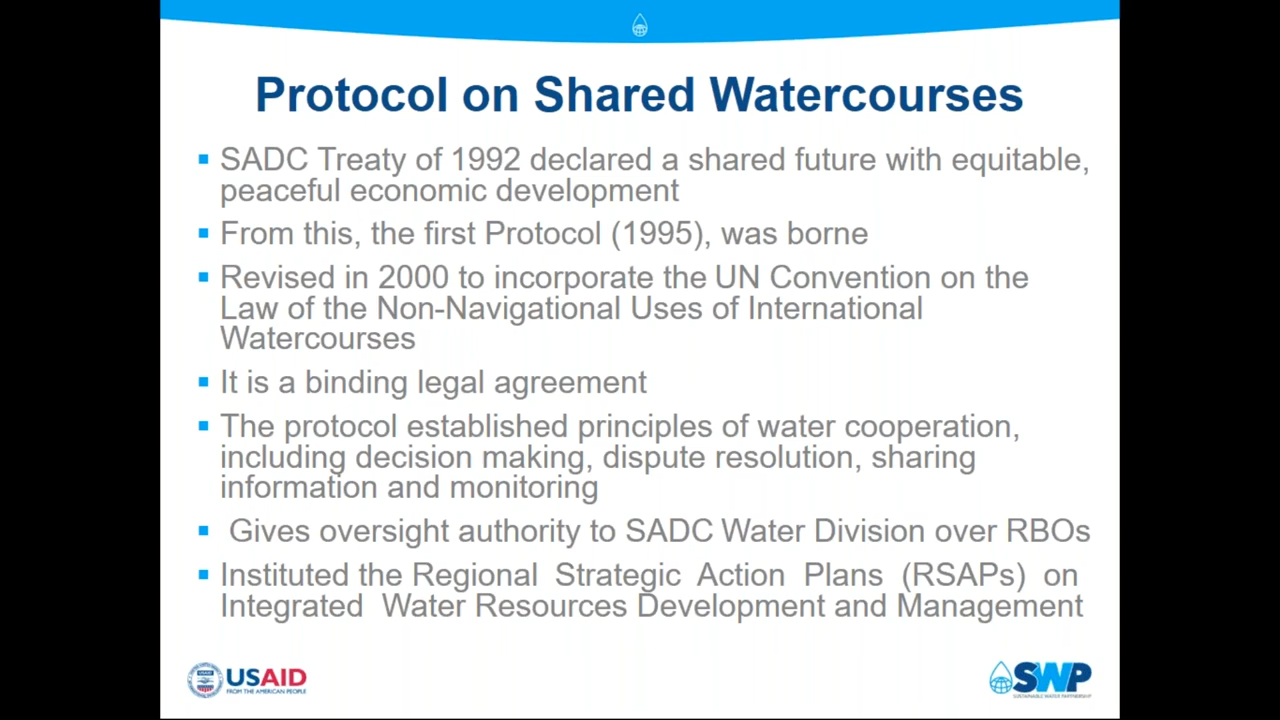 Protocol on Shared Watercourses
SADC Treaty of 1992 declared a shared future with equitable,
peaceful economic development
From this, the first Protocol (1995), was borne
Revised in 2000 to incorporate the UN Convention on the
Law of the Non-Navigational Uses of International
Watercourses
It is a binding legal agreement
The protocol established principles of water cooperation,
including decision making, dispute resolution, sharing
information and monitoring
Gives oversight authority to SADC Water Division over RBOs
Instituted the Regional Strategic Action Plans (RSAPs) on
Integrated Water Resources Development and Management
USAID
FROM THE AMERICAN PEOPLE
SWP
SUSTAINABLE WATER PARTNERSHIP